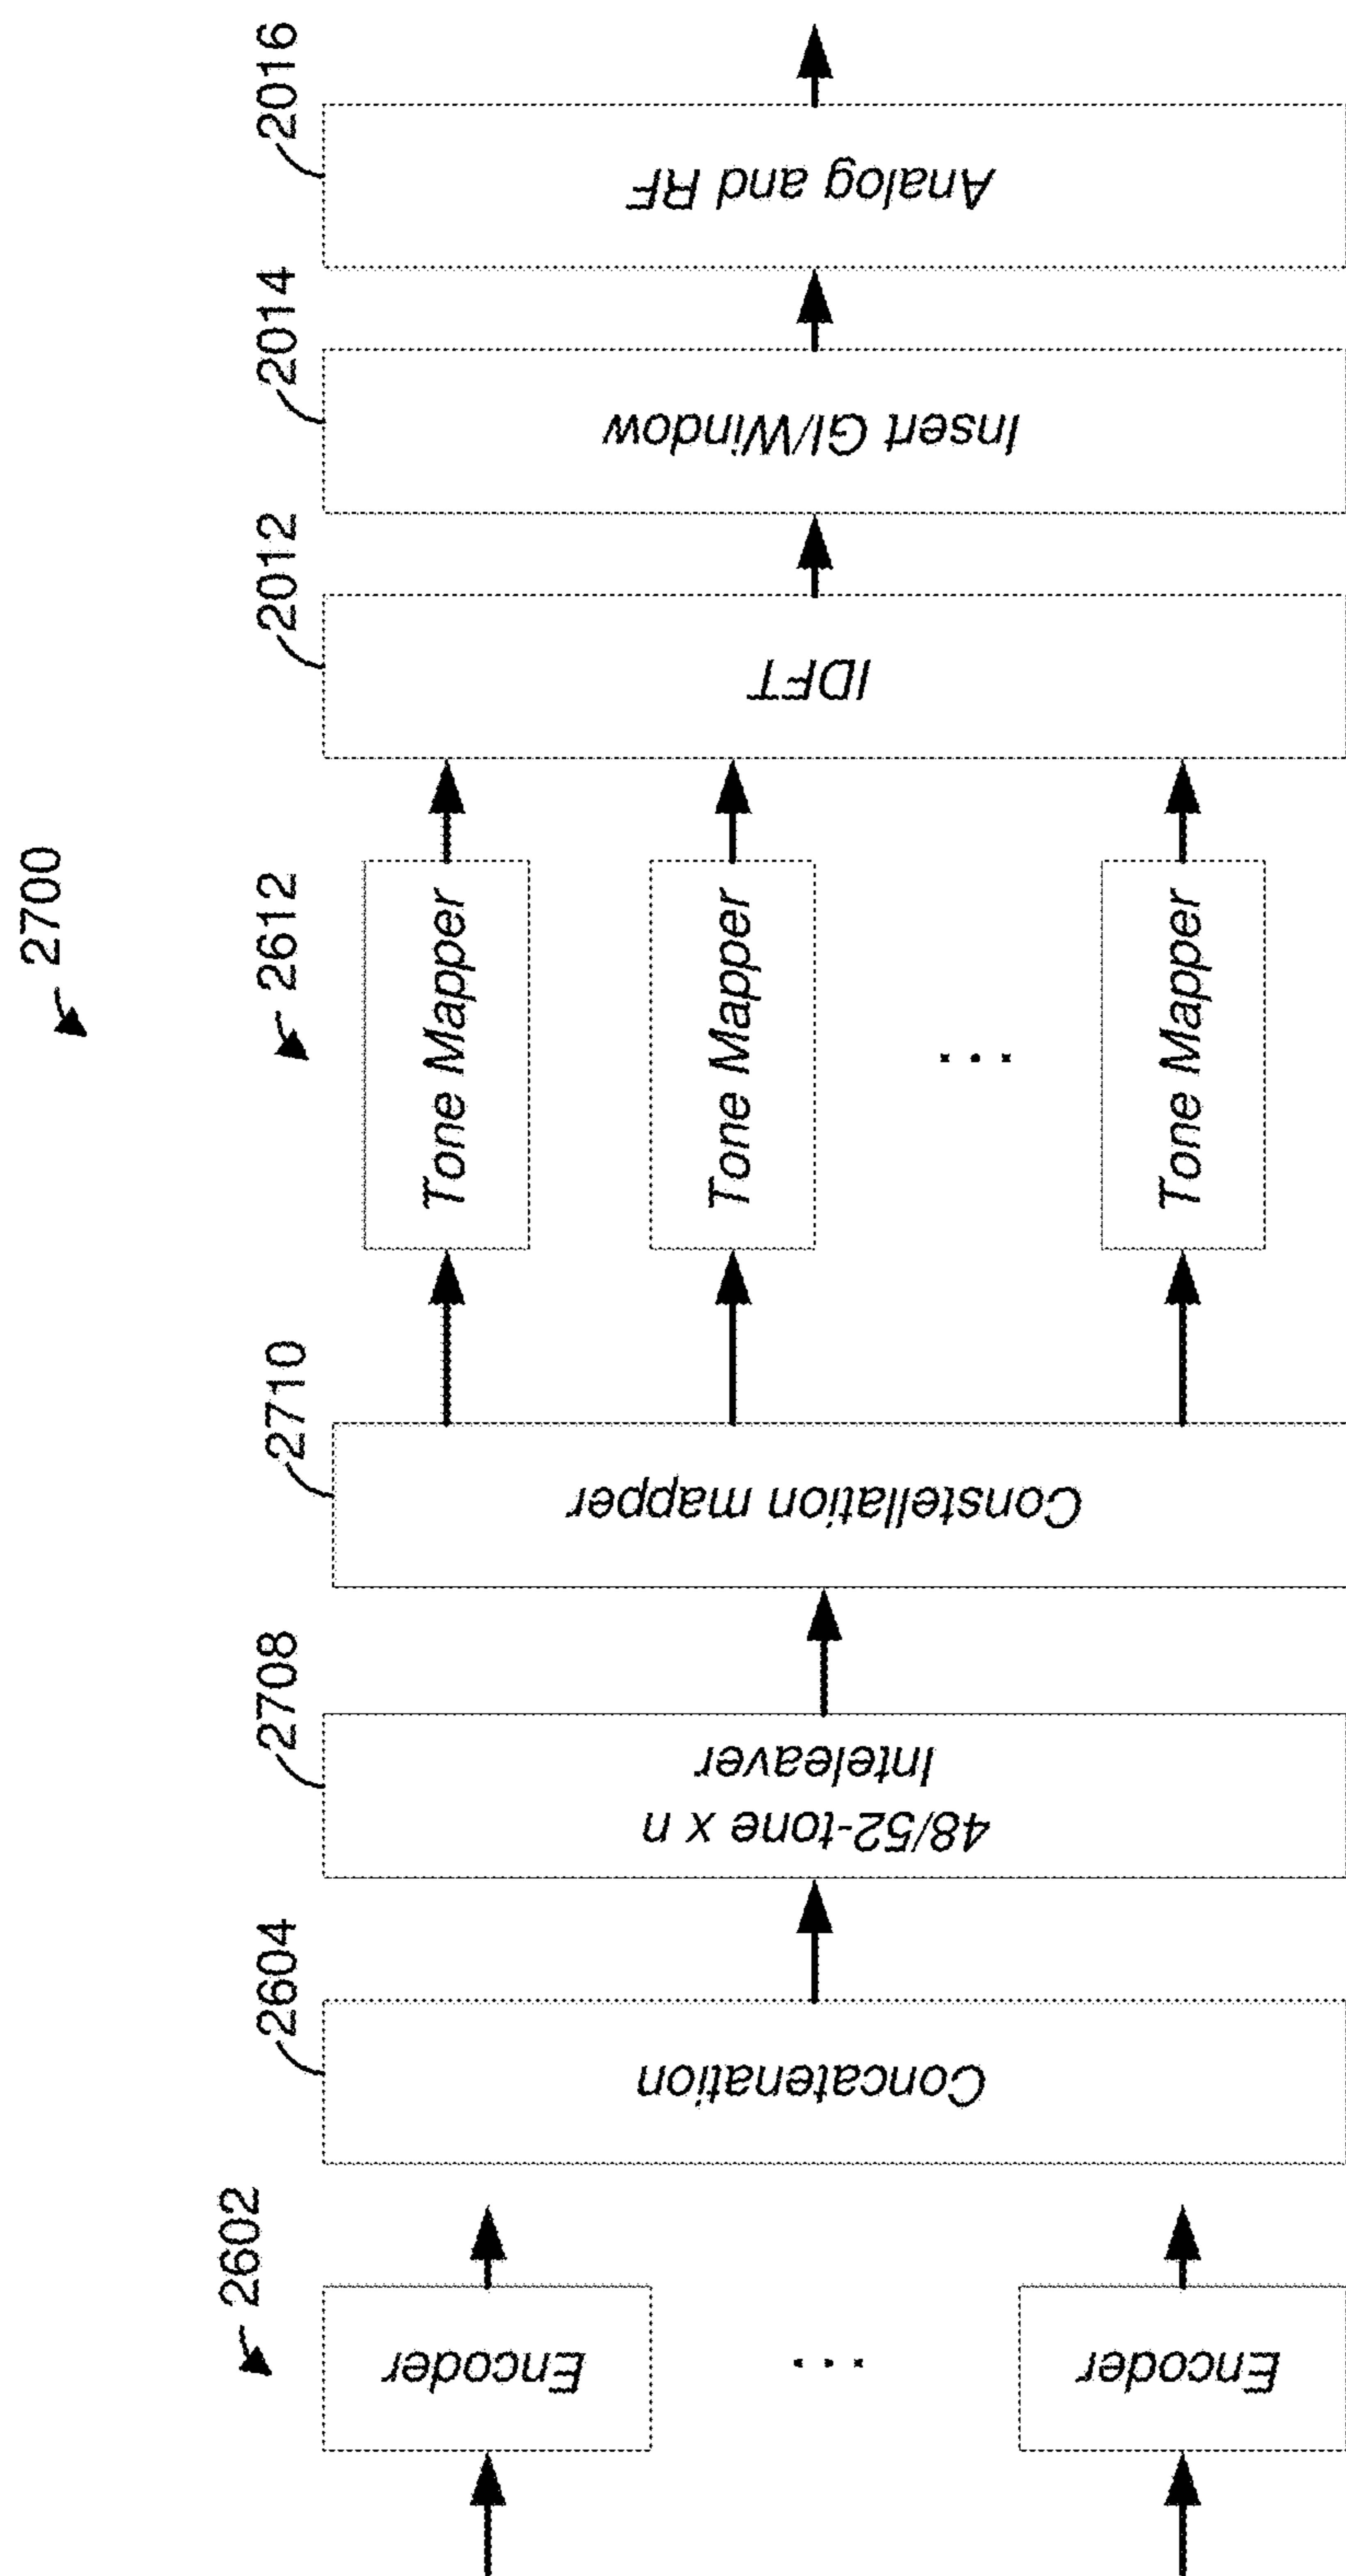 2700
2602
Encoder
...
Encoder
2604
Concatenation
2708
48/52-tone x n
Inteleaver
2710
Constellation mapper
2612
Tone Mapper
Tone Mapper
...
Tone Mapper
2012
IDFT
2014
Insert GI/Window
2016
Analog and RF